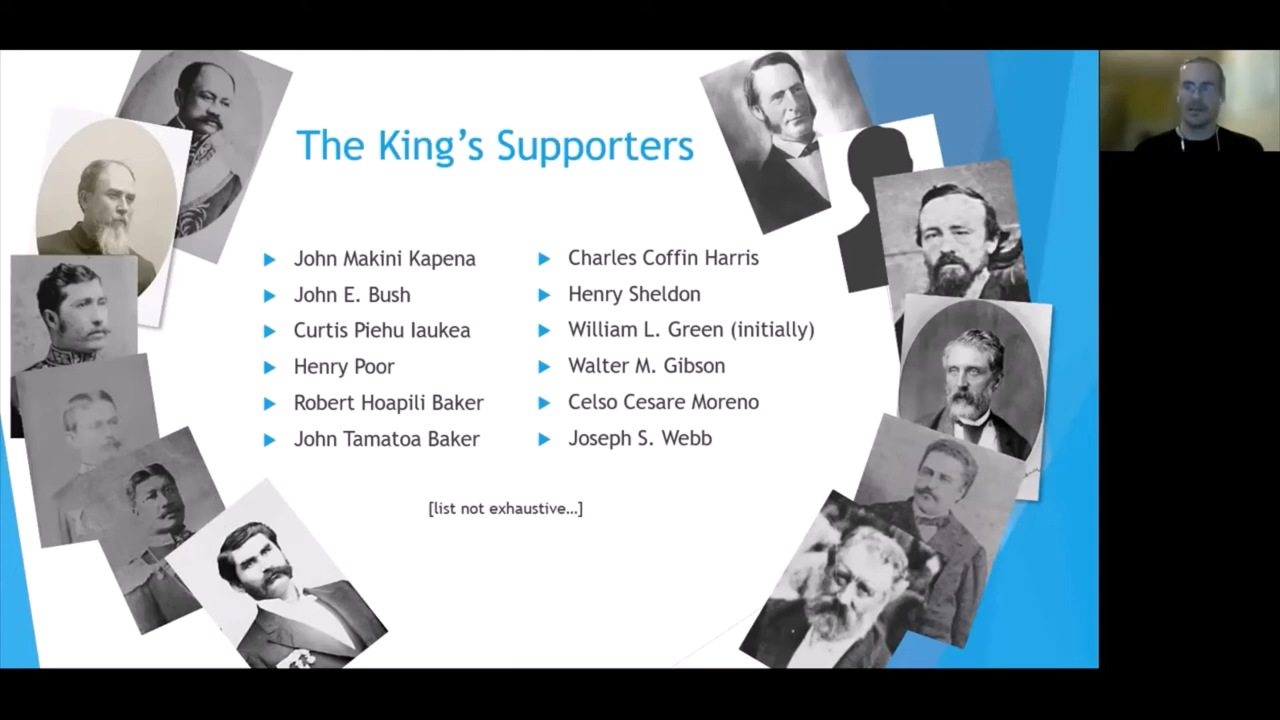 The King's Supporters
John Makini Kapena
John E. Bush
Curtis Piehu Iaukea
Henry Poor
Robert Hoapili Baker
John Tamatoa Baker
Charles Coffin Harris
Henry Sheldon
William L. Green (initially)
Walter M. Gibson
Celso Cesare Moreno
Joseph S. Webb
[list not exhaustive…]